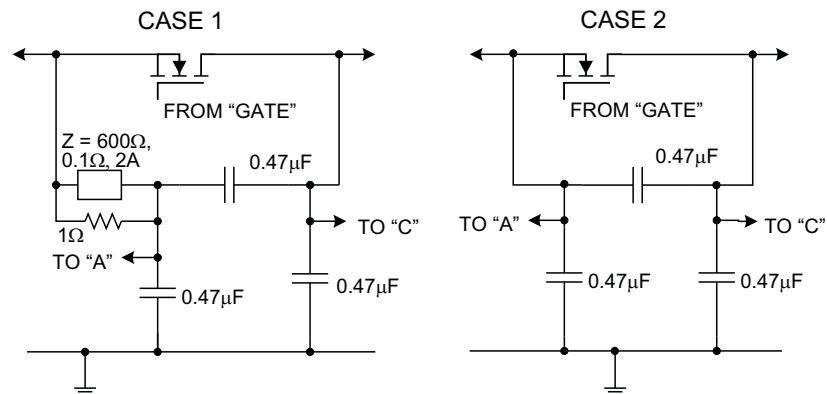 CASE 1
FROM “GATE”
Z = 600Ω,
0.1Ω, 2A
0.47µF
1Ω
TO “C”
TO “A”
0.47µF
0.47µF
CASE 2
FROM “GATE”
0.47µF
TO “A”
TO “C”
0.47µF
0.47µF